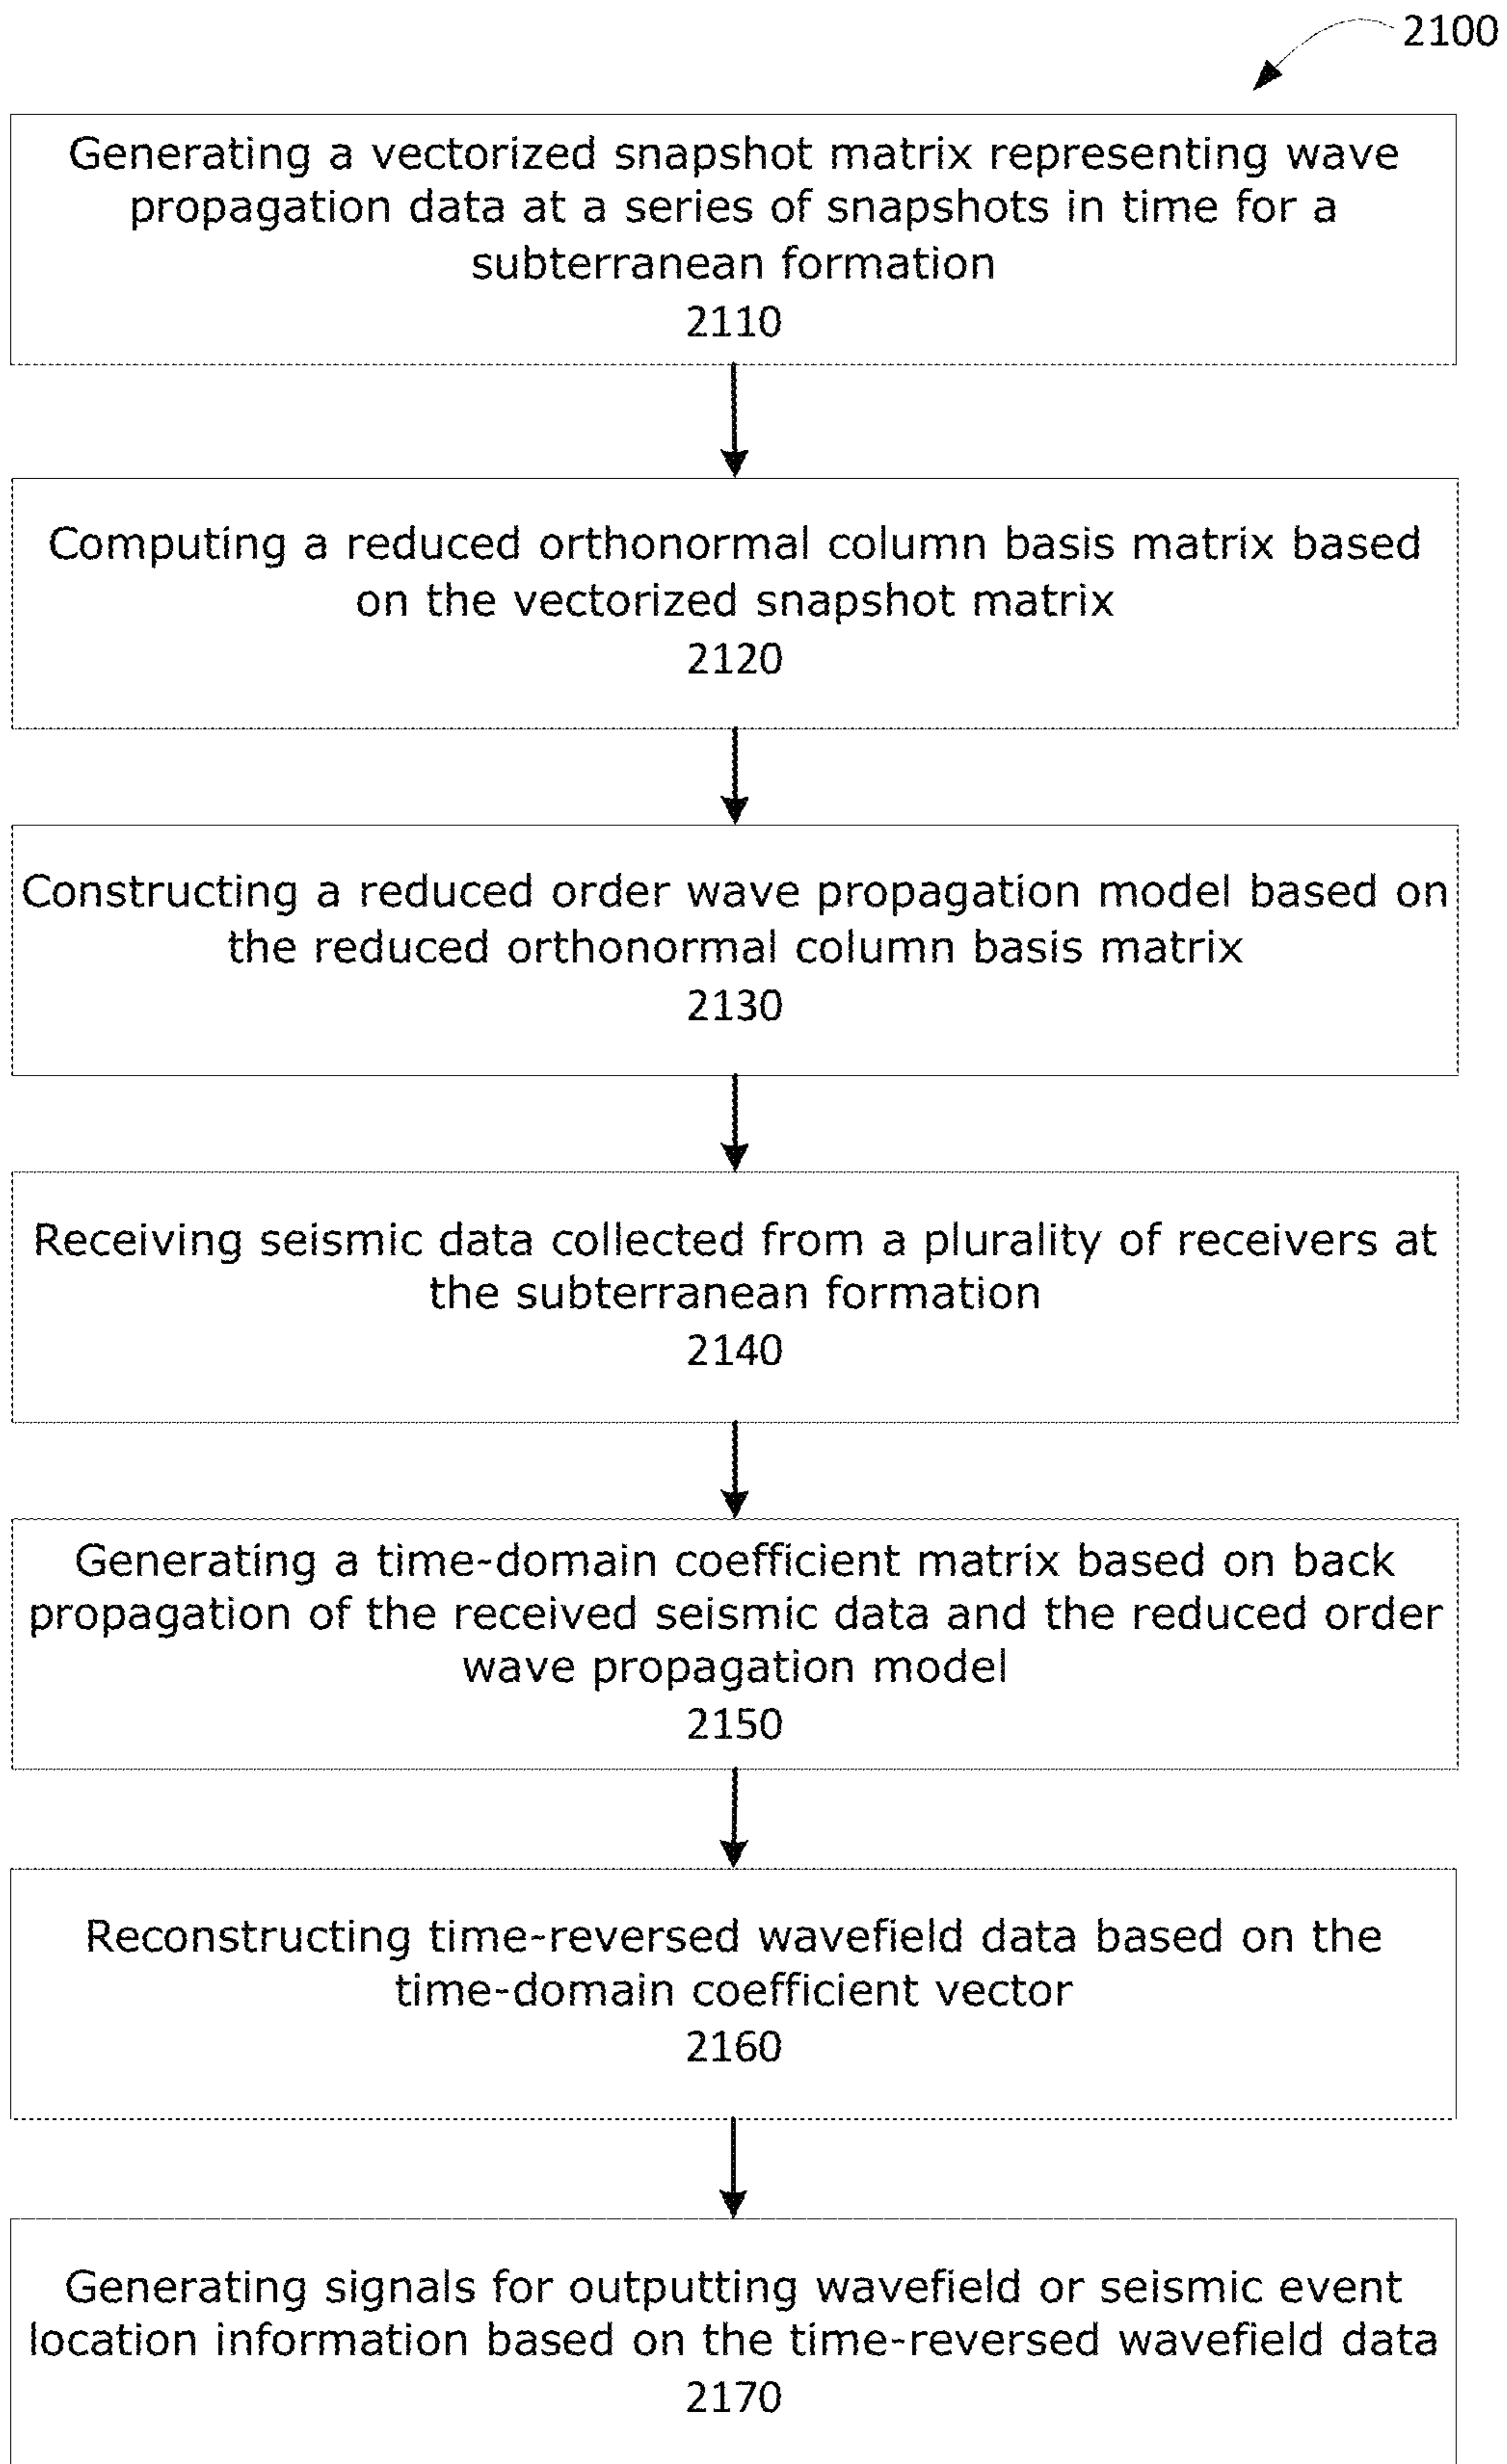 2100
Generating a vectorized snapshot matrix representing wave
propagation data at a series of snapshots in time for a
subterranean formation
2110
Computing a reduced orthonormal column basis matrix based
on the vectorized snapshot matrix
2120
Constructing a reduced order wave propagation model based on
the reduced orthonormal column basis matrix
2130
Receiving seismic data collected from a plurality of receivers at
the subterranean formation
2140
Generating a time-domain coefficient matrix based on back
propagation of the received seismic data and the reduced order
wave propagation model
2150
Reconstructing time-reversed wavefield data based on the
time-domain coefficient vector
2160
Generating signals for outputting wavefield or seismic event
location information based on the time-reversed wavefield data
2170